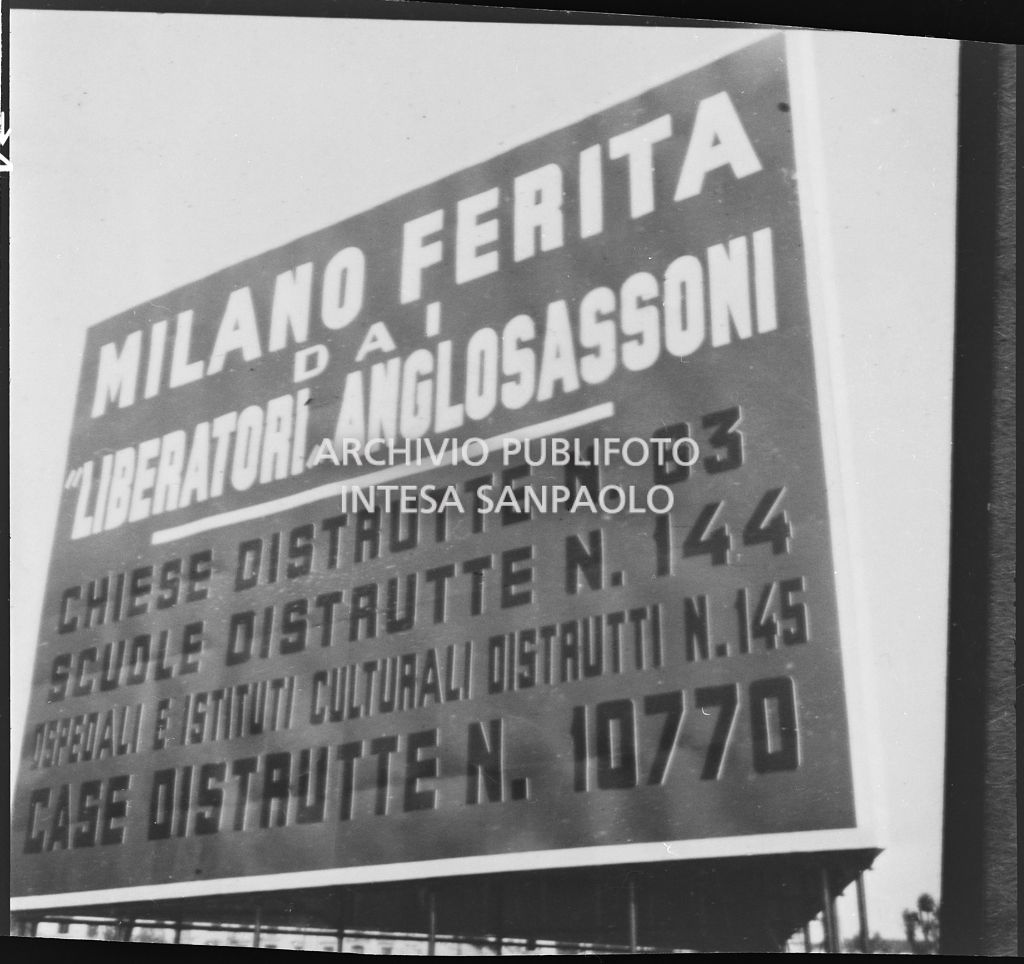 MILANO FERITA
DAI
"LIBERATORI" ANGLOSASSONI
CHIESE DISTRUTTE N. 63
SCUOLE DISTRUTTE N. 144
OSPEDALI E ISTITUTI CULTURALI DISTRUTTI N. 145
CASE DISTRUTTE N. 10770
ARCHIVIO PUBLIFOTO
INTESA SANPAOLO